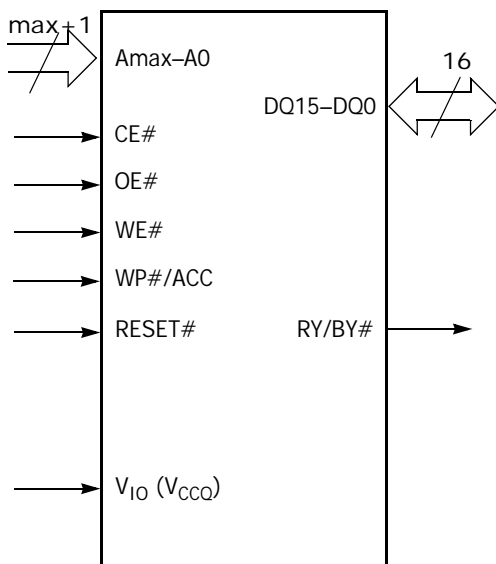 max+1
Amax–A0
16
DQ15–DQ0
CE#
OE#
WE#
WP#/ACC
RESET#
RY/BY#
VIO (VCCQ)